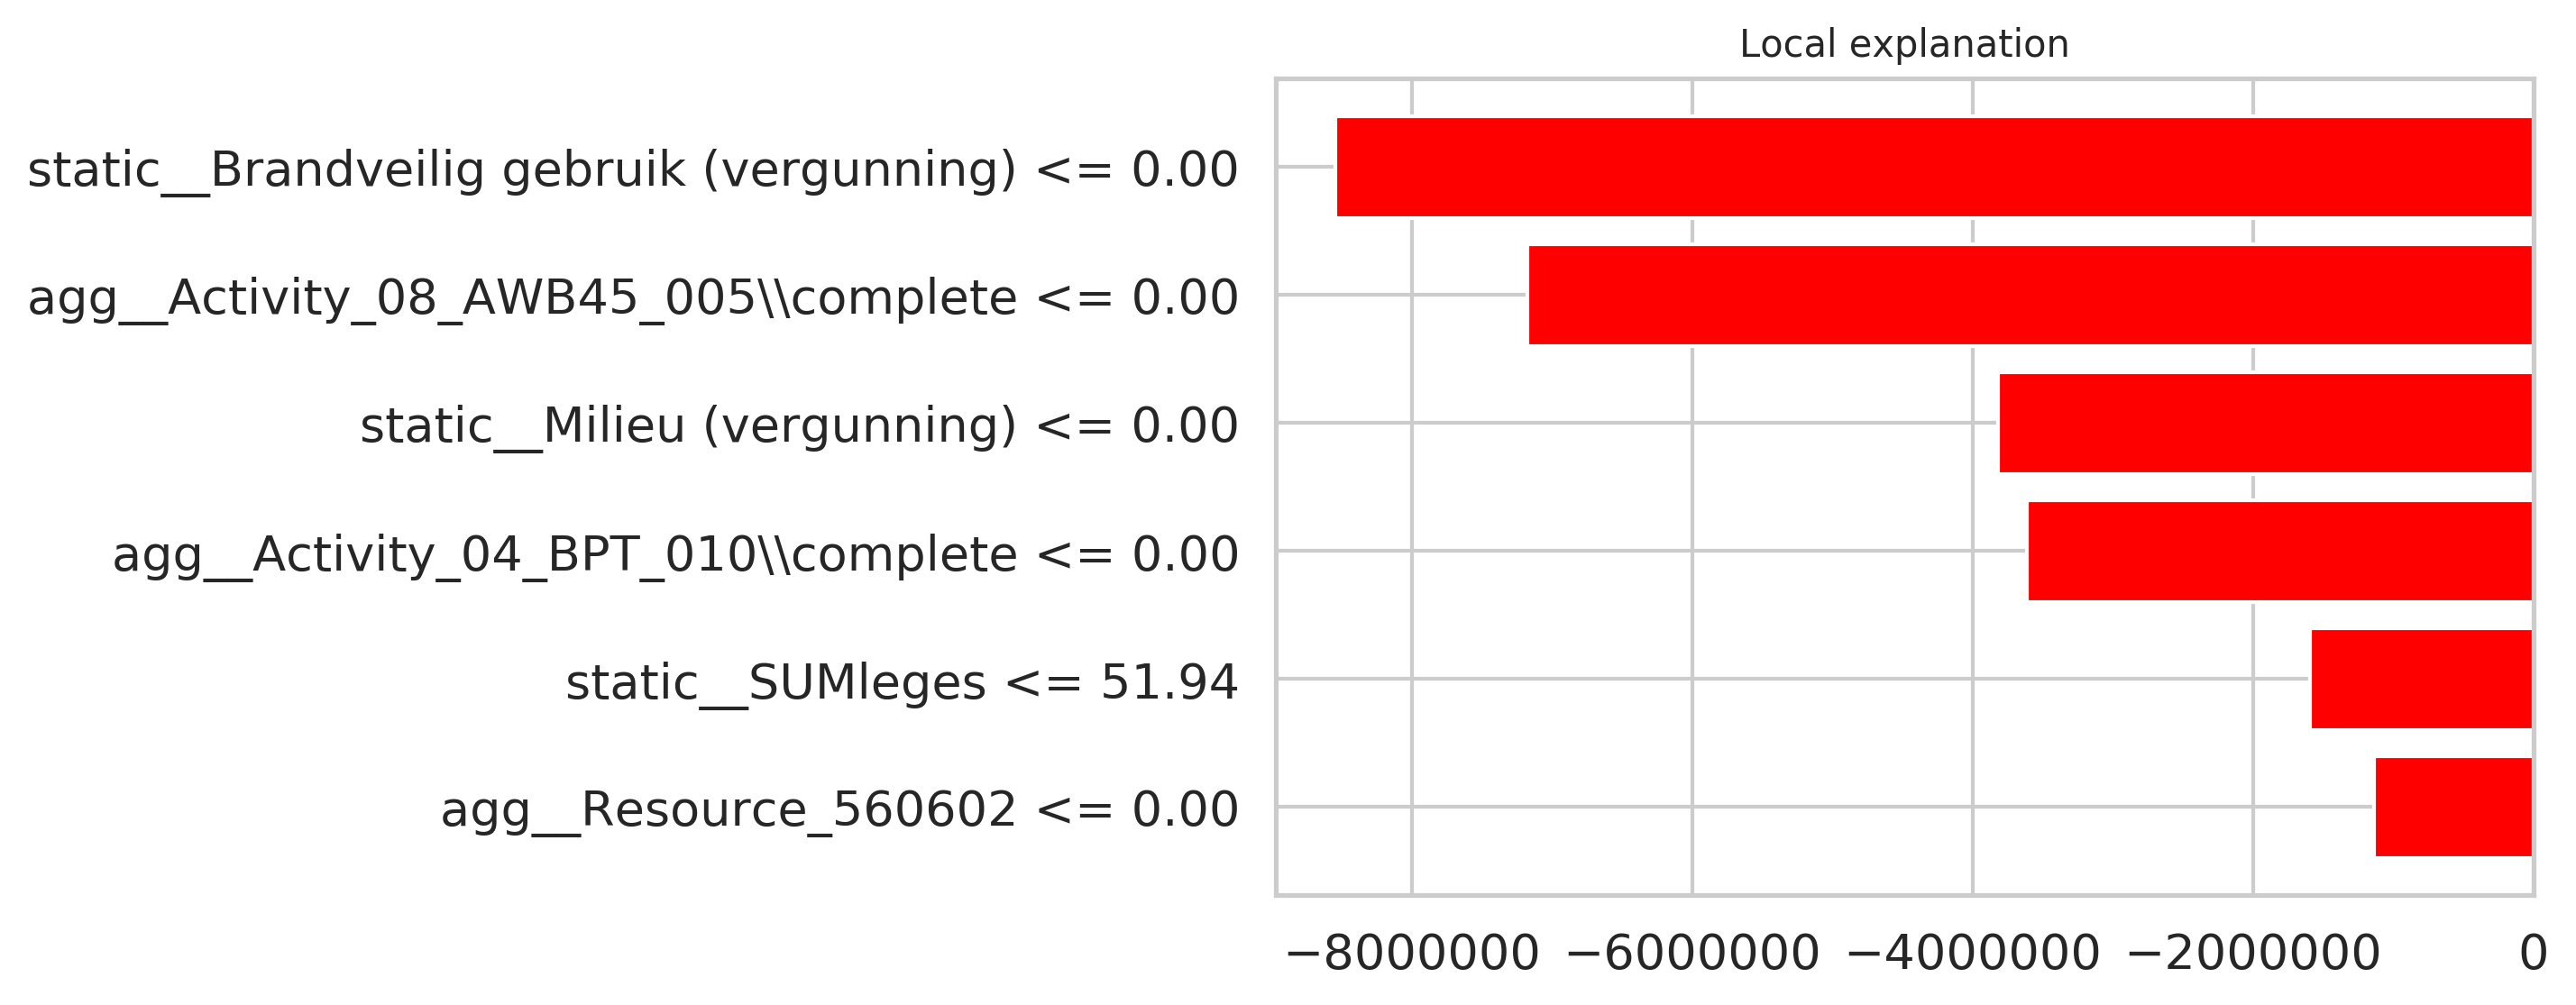 Local explanation
static__Brandveilig gebruik (vergunning) <= 0.00
agg__Activity_08_AWB45_005\\complete <= 0.00
static__Milieu (vergunning) <= 0.00
agg__Activity_04_BPT_010\\complete <= 0.00
static__SUMleges <= 51.94
agg__Resource_560602 <= 0.00
−8000000 −6000000 −4000000 −2000000 0